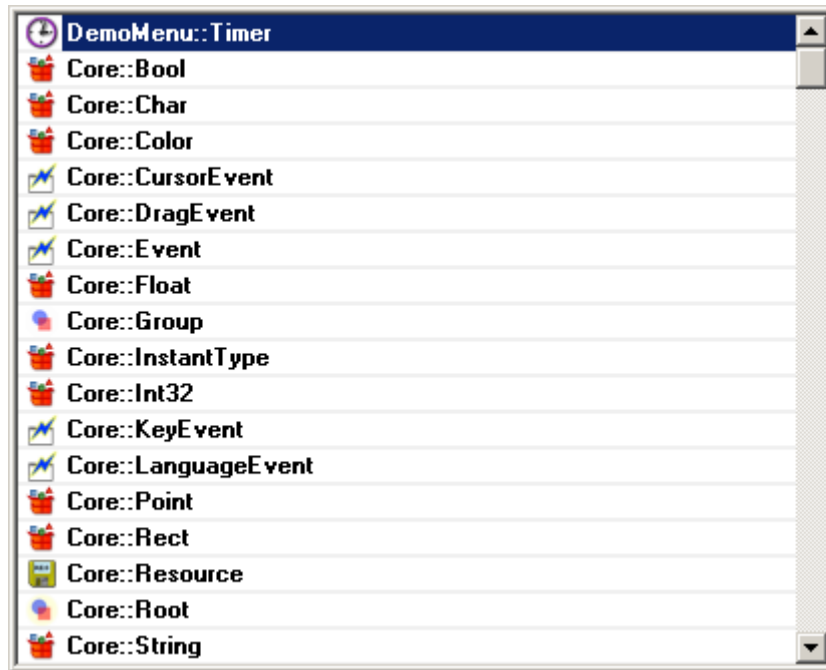 DemoMenu::Timer
Core::Bool
Core::Char
Core::Color
Core::CursorEvent
Core::DragEvent
Core::Event
Core::Float
Core::Group
Core::InstantType
Core::Int32
Core::KeyEvent
Core::LanguageEvent
Core::Point
Core::Rect
Core::Resource
Core::Root
Core::String